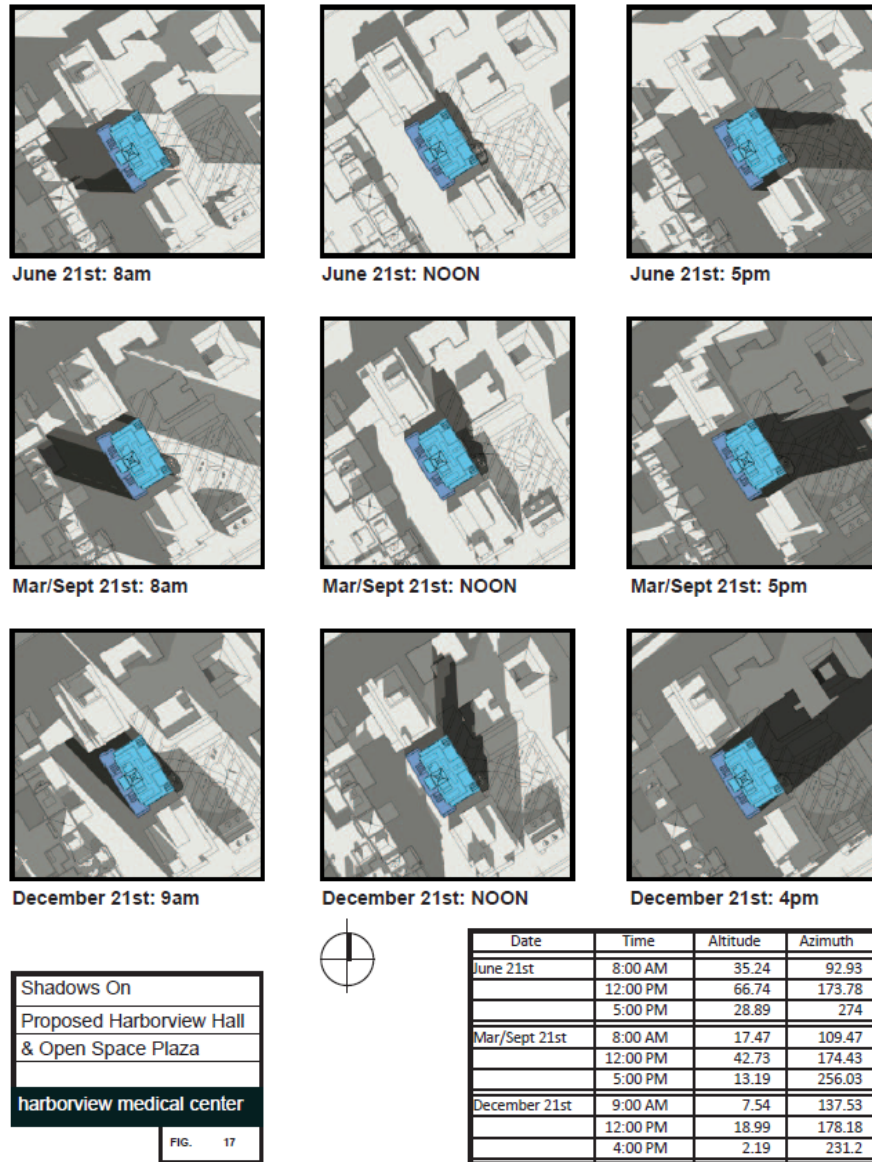 June 21st: 8am
June 21st: NOON
June 21st: 5pm
Mar/Sept 21st: 8am
Mar/Sept 21st: NOON
Mar/Sept 21st: 5pm
December 21st: 9am
December 21st: NOON
December 21st: 4pm
Shadows On
Proposed Harborview Hall
& Open Space Plaza
harborview medical center
FIG. 17
Date Time Altitude Azimuth
June 21st 8:00 AM 35.24 92.93
12:00 PM 66.74 173.78
5:00 PM 28.89 274
Mar/Sept 21st 8:00 AM 17.47 109.47
12:00 PM 42.73 174.43
5:00 PM 13.19 256.03
December 21st 9:00 AM 7.54 137.53
12:00 PM 18.99 178.18
4:00 PM 2.19 231.2